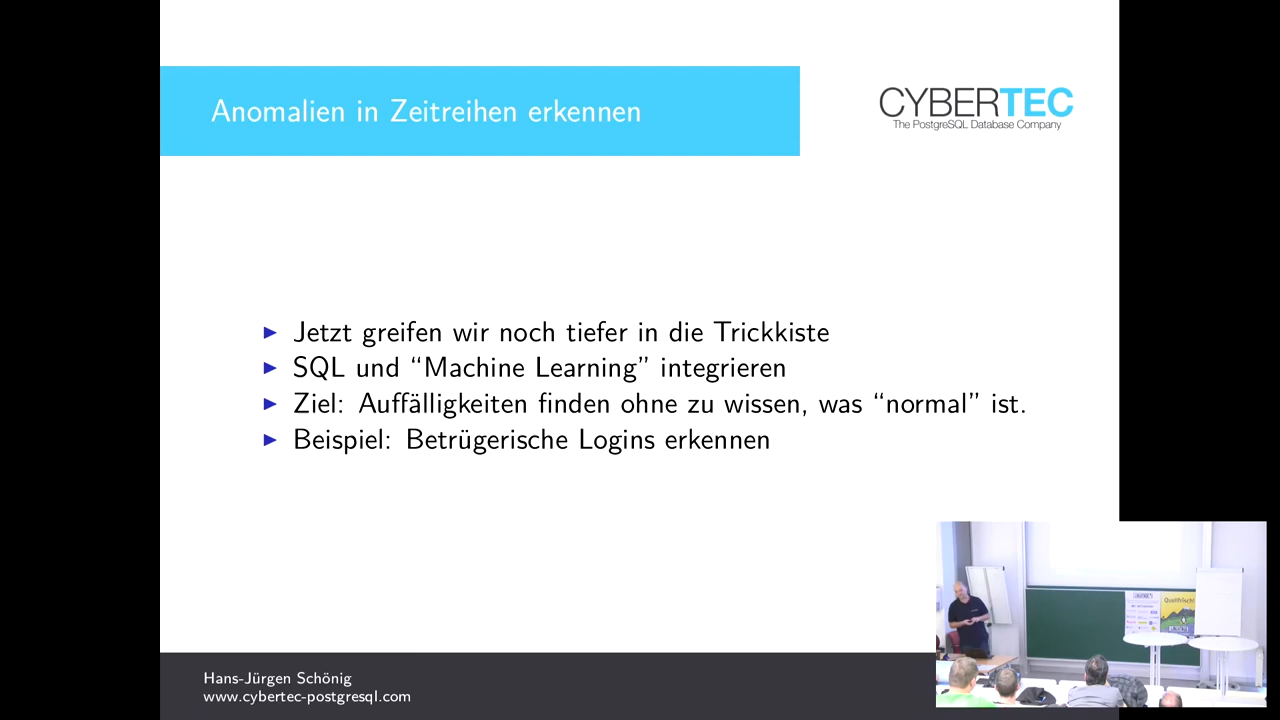 Anomalien in Zeitreihen erkennen
CYBERTEC
The PostgreSQL Database Company
Jetzt greifen wir noch tiefer in die Trickkiste
SQL und “Machine Learning” integrieren
Ziel: Auffälligkeiten finden ohne zu wissen, was “normal” ist.
Beispiel: Betrügerische Logins erkennen
Hans-Jürgen Schönig
www.cybertec-postgresql.com